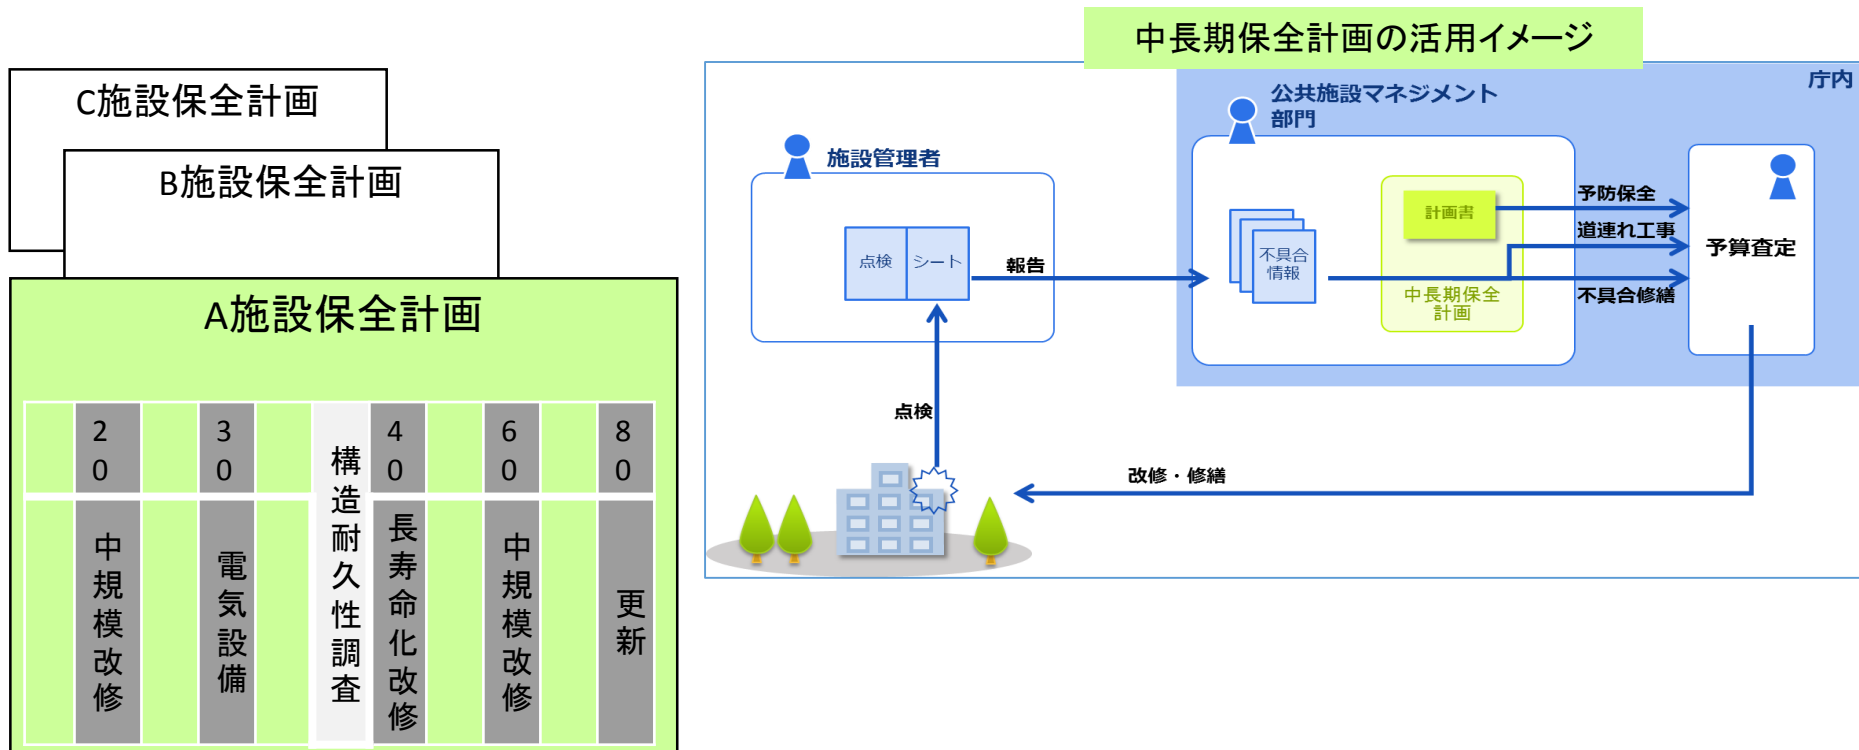 中長期保全計画の活用イメージ
C施設保全計画
B施設保全計画
A施設保全計画
20
30
40
60
80
中規模改修
電気設備
構造耐久性調査
長寿命化改修
中規模改修
更新
庁内
公共施設マネジメント
部門
施設管理者
点検
シート
報告
不具合
情報
計画書
中長期保全
計画
予防保全
道連れ工事
不具合修繕
予算査定
点検
改修・修繕